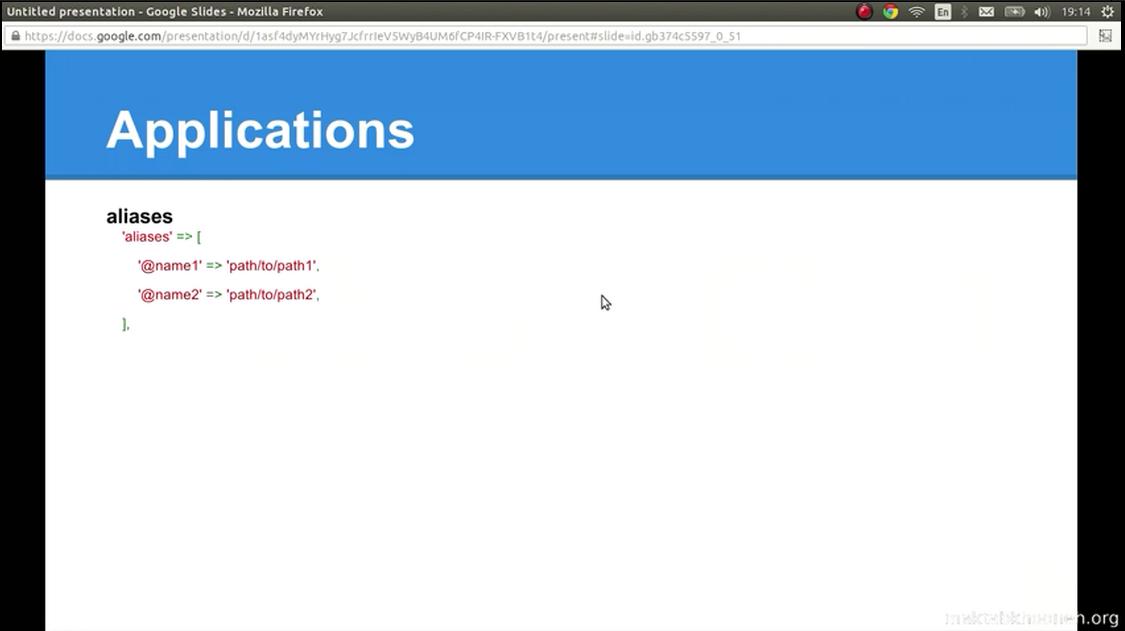 Untitled presentation - Google Slides - Mozilla Firefox
En
19:14
https://docs.google.com/presentation/d/1asf4dyMYrHyg7JcfrrIeV5WyB4UM6fCP4IR-FXVB1t4/present#slide=id.gb374c5597_0_51
Applications
aliases
'aliases' => [
'@name1' => 'path/to/path1',
'@name2' => 'path/to/path2',
],
maktabkhooneh.org